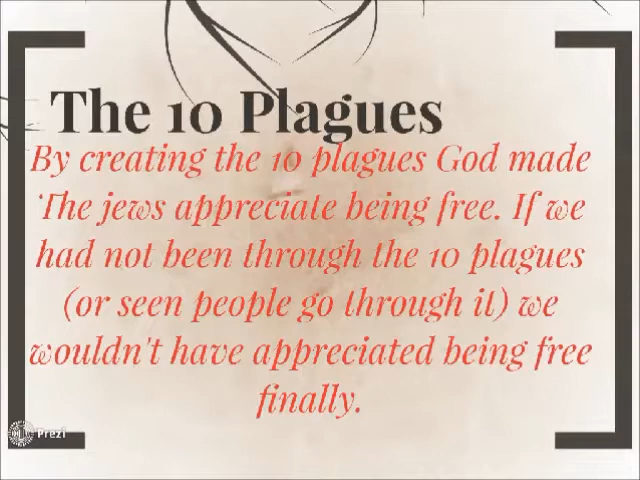 The 10 Plagues
By creating the 10 plagues God made
The jews appreciate being free. If we
had not been through the 10 plagues
(or seen people go through it) we
wouldn't have appreciated being free
finally.
Prezi